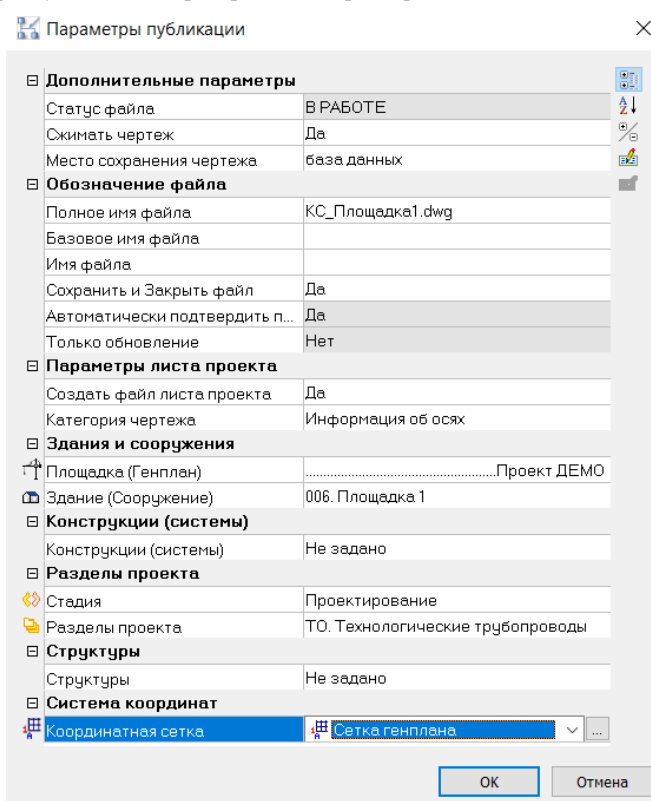 Параметры публикации
Дополнительные параметры
Статус файла В РАБОТЕ
Сжимать чертеж Да
Место сохранения чертежа база данных
Обозначение файла
Полное имя файла КС_Площадка1.dwg
Базовое имя файла
Имя файла
Сохранить и Закрыть файл Да
Автоматически подтвердить п... Да
Только обновление Нет
Параметры листа проекта
Создать файл листа проекта Да
Категория чертежа Информация об осях
Здания и сооружения
Площадка (Генплан) ......................................................Проект ДЕМО
Здание (Сооружение) 006. Площадка 1
Конструкции (системы)
Конструкции (системы) Не задано
Разделы проекта
Стадия Проектирование
Разделы проекта ТО. Технологические трубопроводы
Структуры
Структуры Не задано
Система координат
Координатная сетка Сетка генплана ...
ОК Отмена